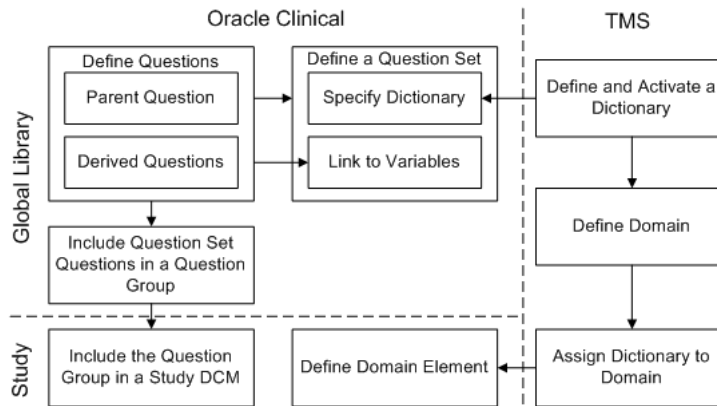 Oracle Clinical
TMS
Global Library
Define Questions
Parent Question
Derived Questions
Define a Question Set
Specify Dictionary
Link to Variables
Define and Activate a
Dictionary
Include Question Set
Questions in a Question
Group
Define Domain
Study
Include the Question
Group in a Study DCM
Define Domain Element
Assign Dictionary to
Domain